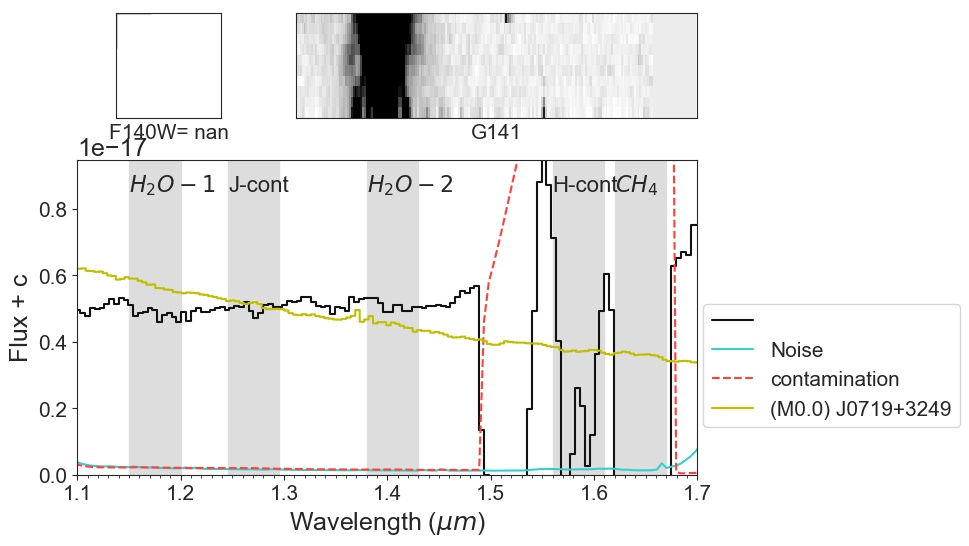 F140W= nan
G141
1e−17
H₂O − 1 J-cont H₂O − 2 H-cont CH₄
0.8
0.6
0.4
0.2
0.0
Flux + c
1.1 1.2 1.3 1.4 1.5 1.6 1.7
Wavelength (μm)
Noise
contamination
(M0.0) J0719+3249